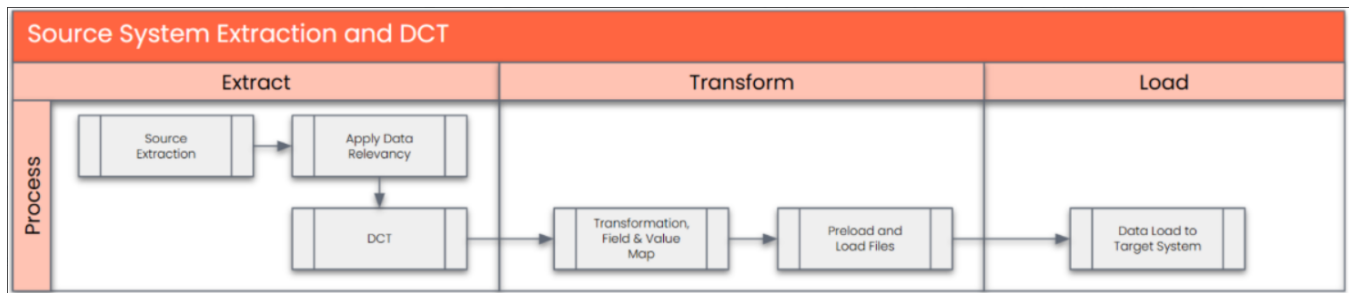 Source System Extraction and DCT
Extract
Transform
Load
Process
Source
Extraction
Apply Data
Relevancy
DCT
Transformation,
Field & Value
Map
Preload and
Load Files
Data Load to
Target System